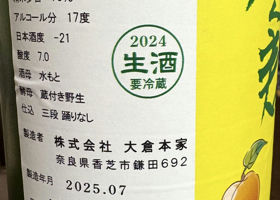 アルコール分 17度
日本酒度 -21
酸度 7.0
酒母 水もと
酵母 蔵付き野生
仕込 三段 踊りなし
製造者 株式会社 大倉本家
奈良県香芝市鎌田692
製造年月 2025.07
2024
生酒
要冷蔵